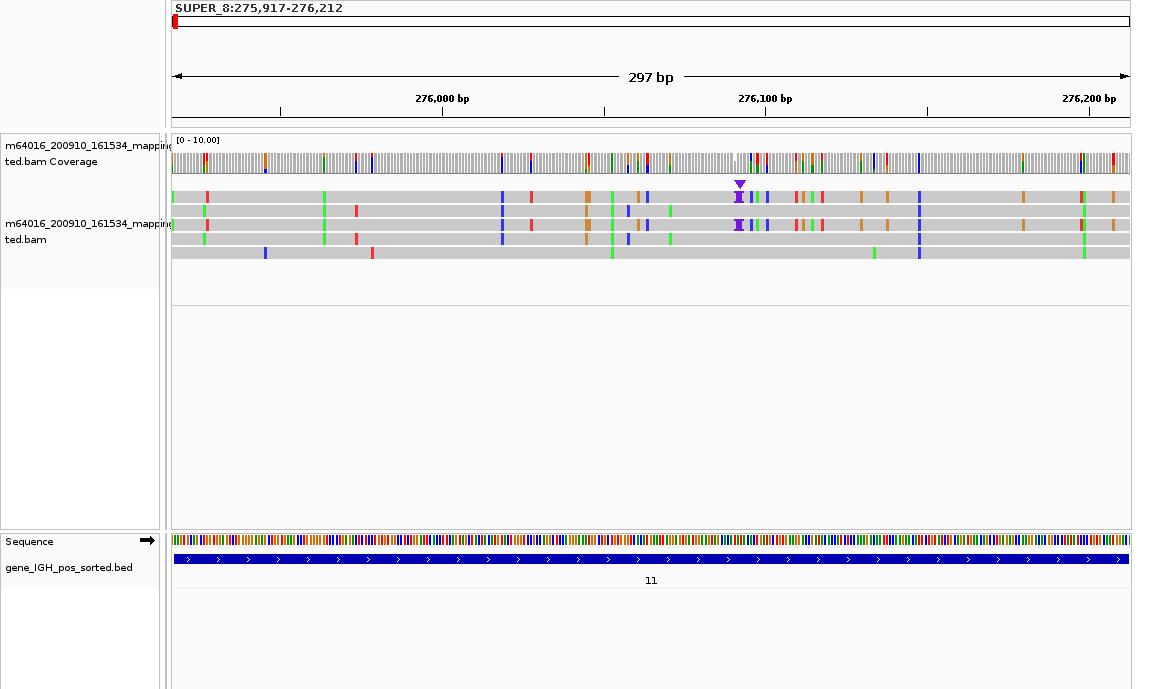 SUPER_8:275,917-276,212
297 bp
276,000 bp 276,100 bp 276,200 bp
[0 - 10.00]
m64016_200910_161534_mapping
ted.bam Coverage
m64016_200910_161534_mapping
ted.bam
Sequence
gene_IGH_pos_sorted.bed
11